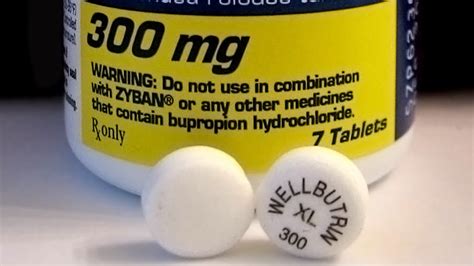 300 mg
WARNING: Do not use in combination
with ZYBAN® or any other medicines
that contain bupropion hydrochloride.
Rx only
7 Tablets
WELLBUTRIN
XL
300